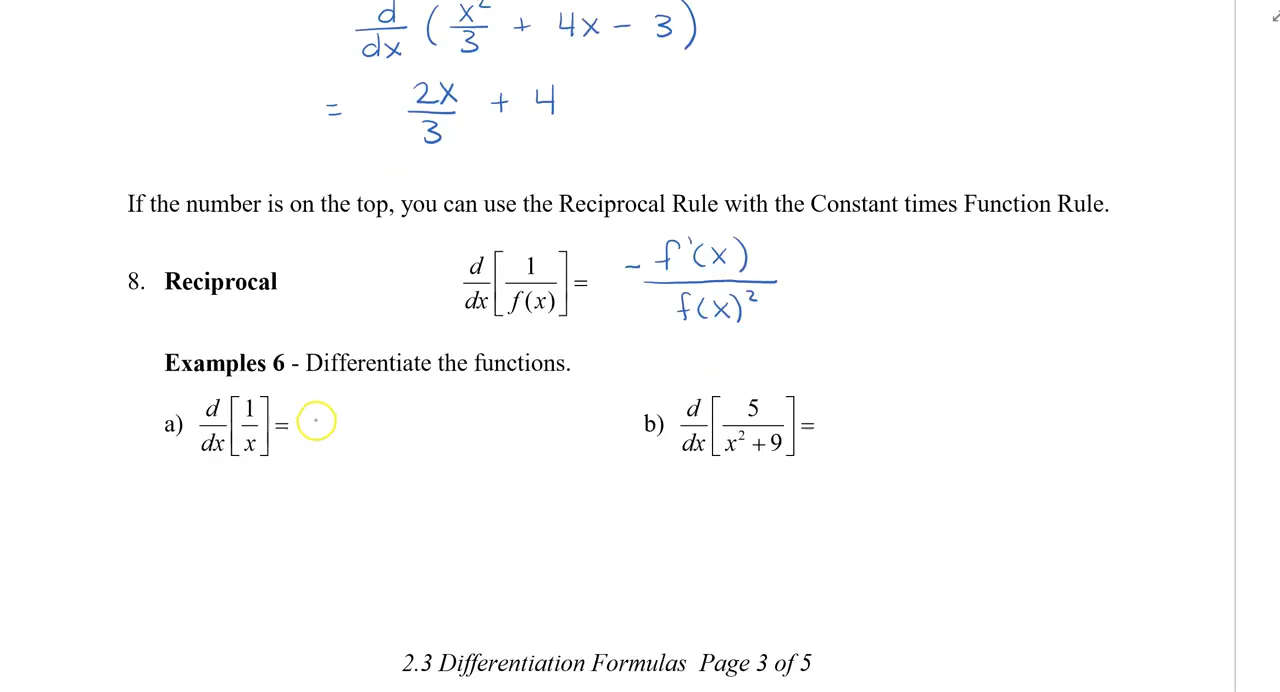 d/dx ( x²/3 + 4x - 3 )
= 2x/3 + 4
If the number is on the top, you can use the Reciprocal Rule with the Constant times Function Rule.
8. Reciprocal d/dx [ 1/f(x) ] = - f'(x)/f(x)²
Examples 6 - Differentiate the functions.
a) d/dx [ 1/x ] = b) d/dx [ 5/(x² + 9) ] =
2.3 Differentiation Formulas Page 3 of 5